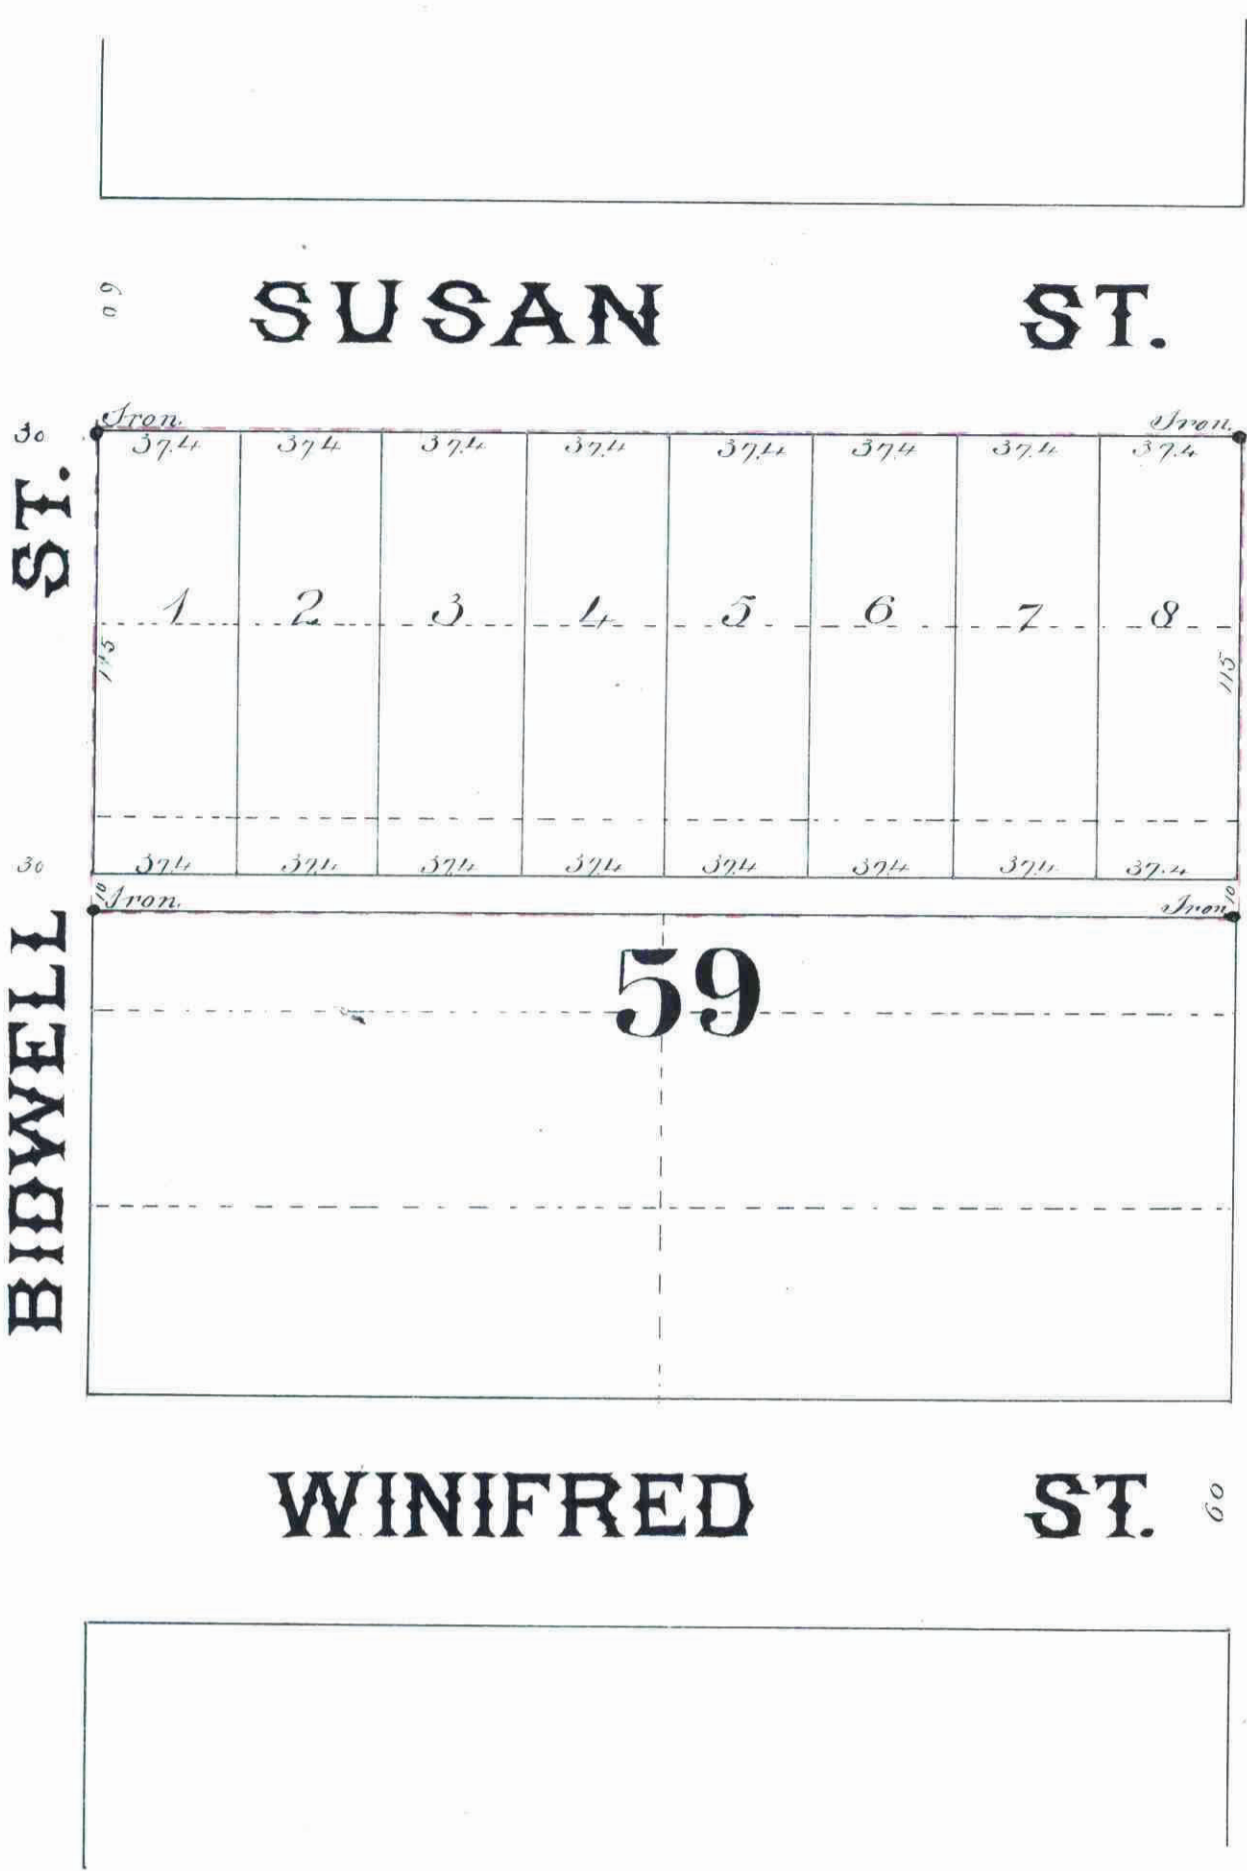 60
SUSAN ST.
30
Iron. Iron.
37.4 37.4 37.4 37.4 37.4 37.4 37.4 37.4
ST.
1 2 3 4 5 6 7 8
115 115
30
37.4 37.4 37.4 37.4 37.4 37.4 37.4 37.4
10 10
Iron. Iron
BIDWELL
59
WINIFRED ST.
60